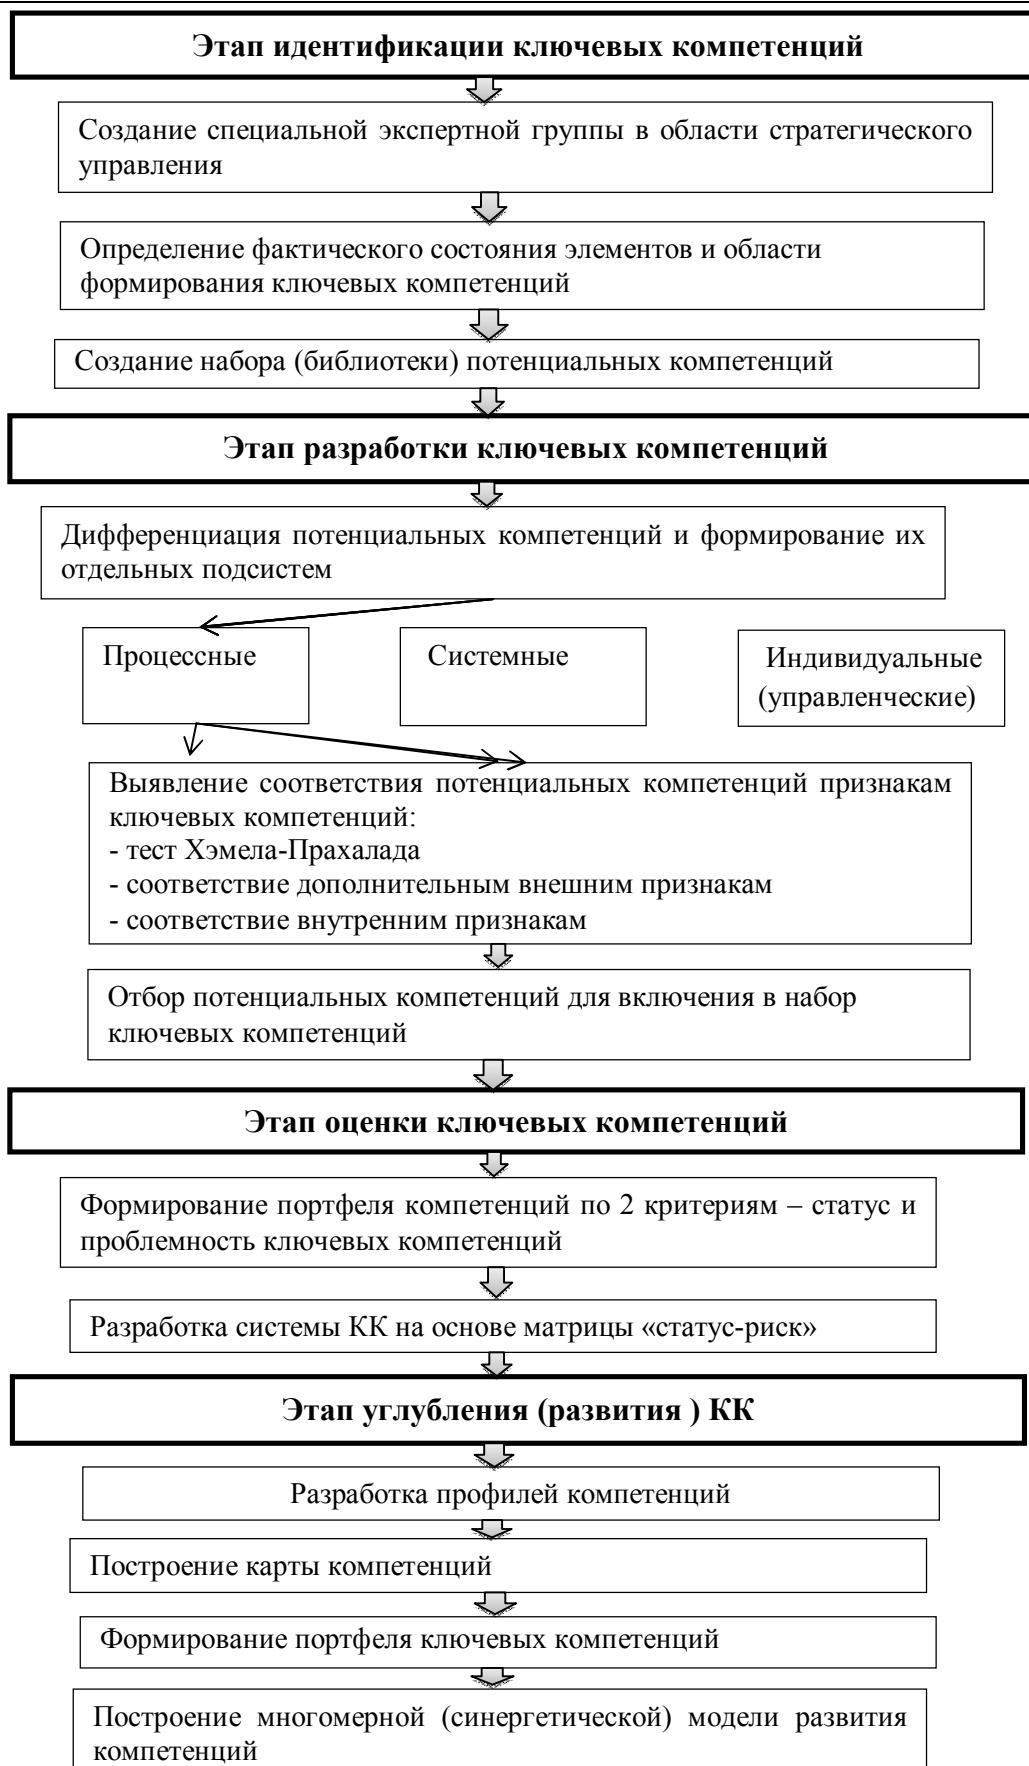 Этап идентификации ключевых компетенций
Создание специальной экспертной группы в области стратегического
управления
Определение фактического состояния элементов и области
формирования ключевых компетенций
Создание набора (библиотеки) потенциальных компетенций
Этап разработки ключевых компетенций
Дифференциация потенциальных компетенций и формирование их
отдельных подсистем
Процессные
Системные
Индивидуальные
(управленческие)
Выявление соответствия потенциальных компетенций признакам
ключевых компетенций:
- тест Хэмела-Прахалада
- соответствие дополнительным внешним признакам
- соответствие внутренним признакам
Отбор потенциальных компетенций для включения в набор
ключевых компетенций
Этап оценки ключевых компетенций
Формирование портфеля компетенций по 2 критериям – статус и
проблемность ключевых компетенций
Разработка системы КК на основе матрицы «статус-риск»
Этап углубления (развития ) КК
Разработка профилей компетенций
Построение карты компетенций
Формирование портфеля ключевых компетенций
Построение многомерной (синергетической) модели развития
компетенций